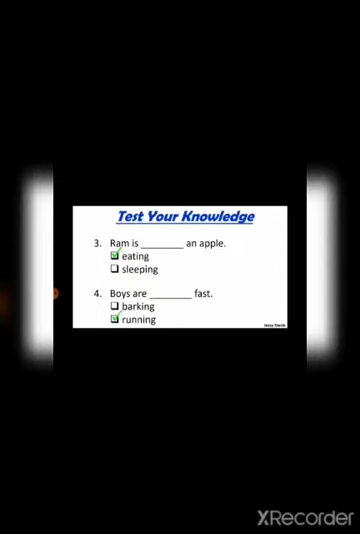 Test Your Knowledge
3. Ram is ________ an apple.
eating
sleeping
4. Boys are ________ fast.
barking
running
XRecorder